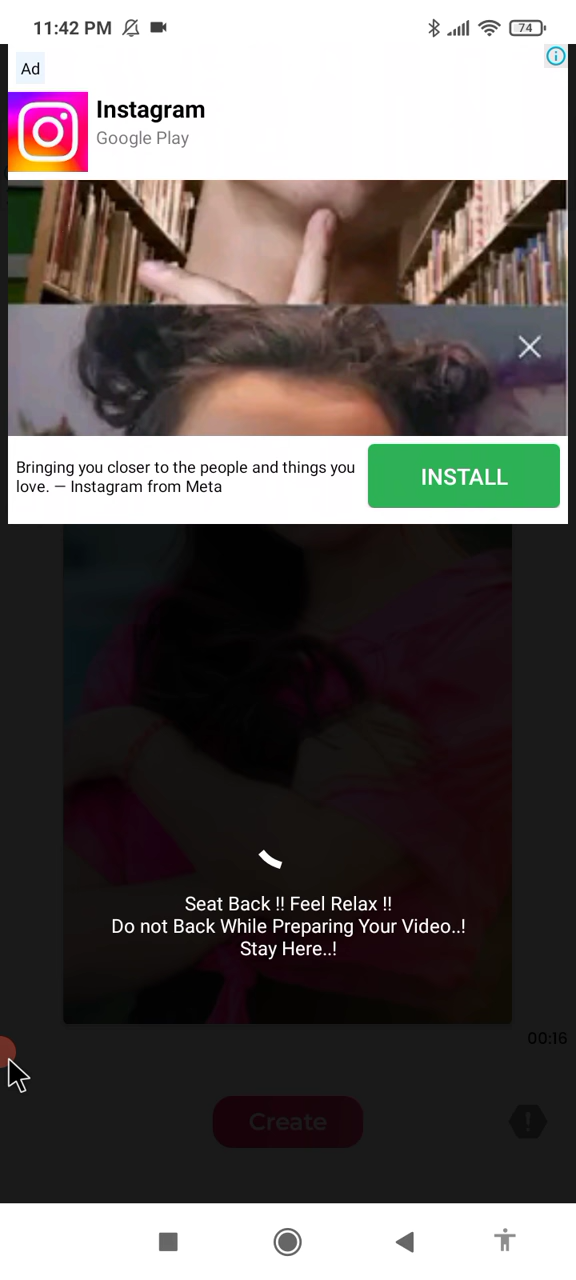 11:42 PM
74
Ad
Instagram
Google Play
Bringing you closer to the people and things you
love. — Instagram from Meta
INSTALL
Seat Back !! Feel Relax !!
Do not Back While Preparing Your Video..!
Stay Here..!
00:16
Create